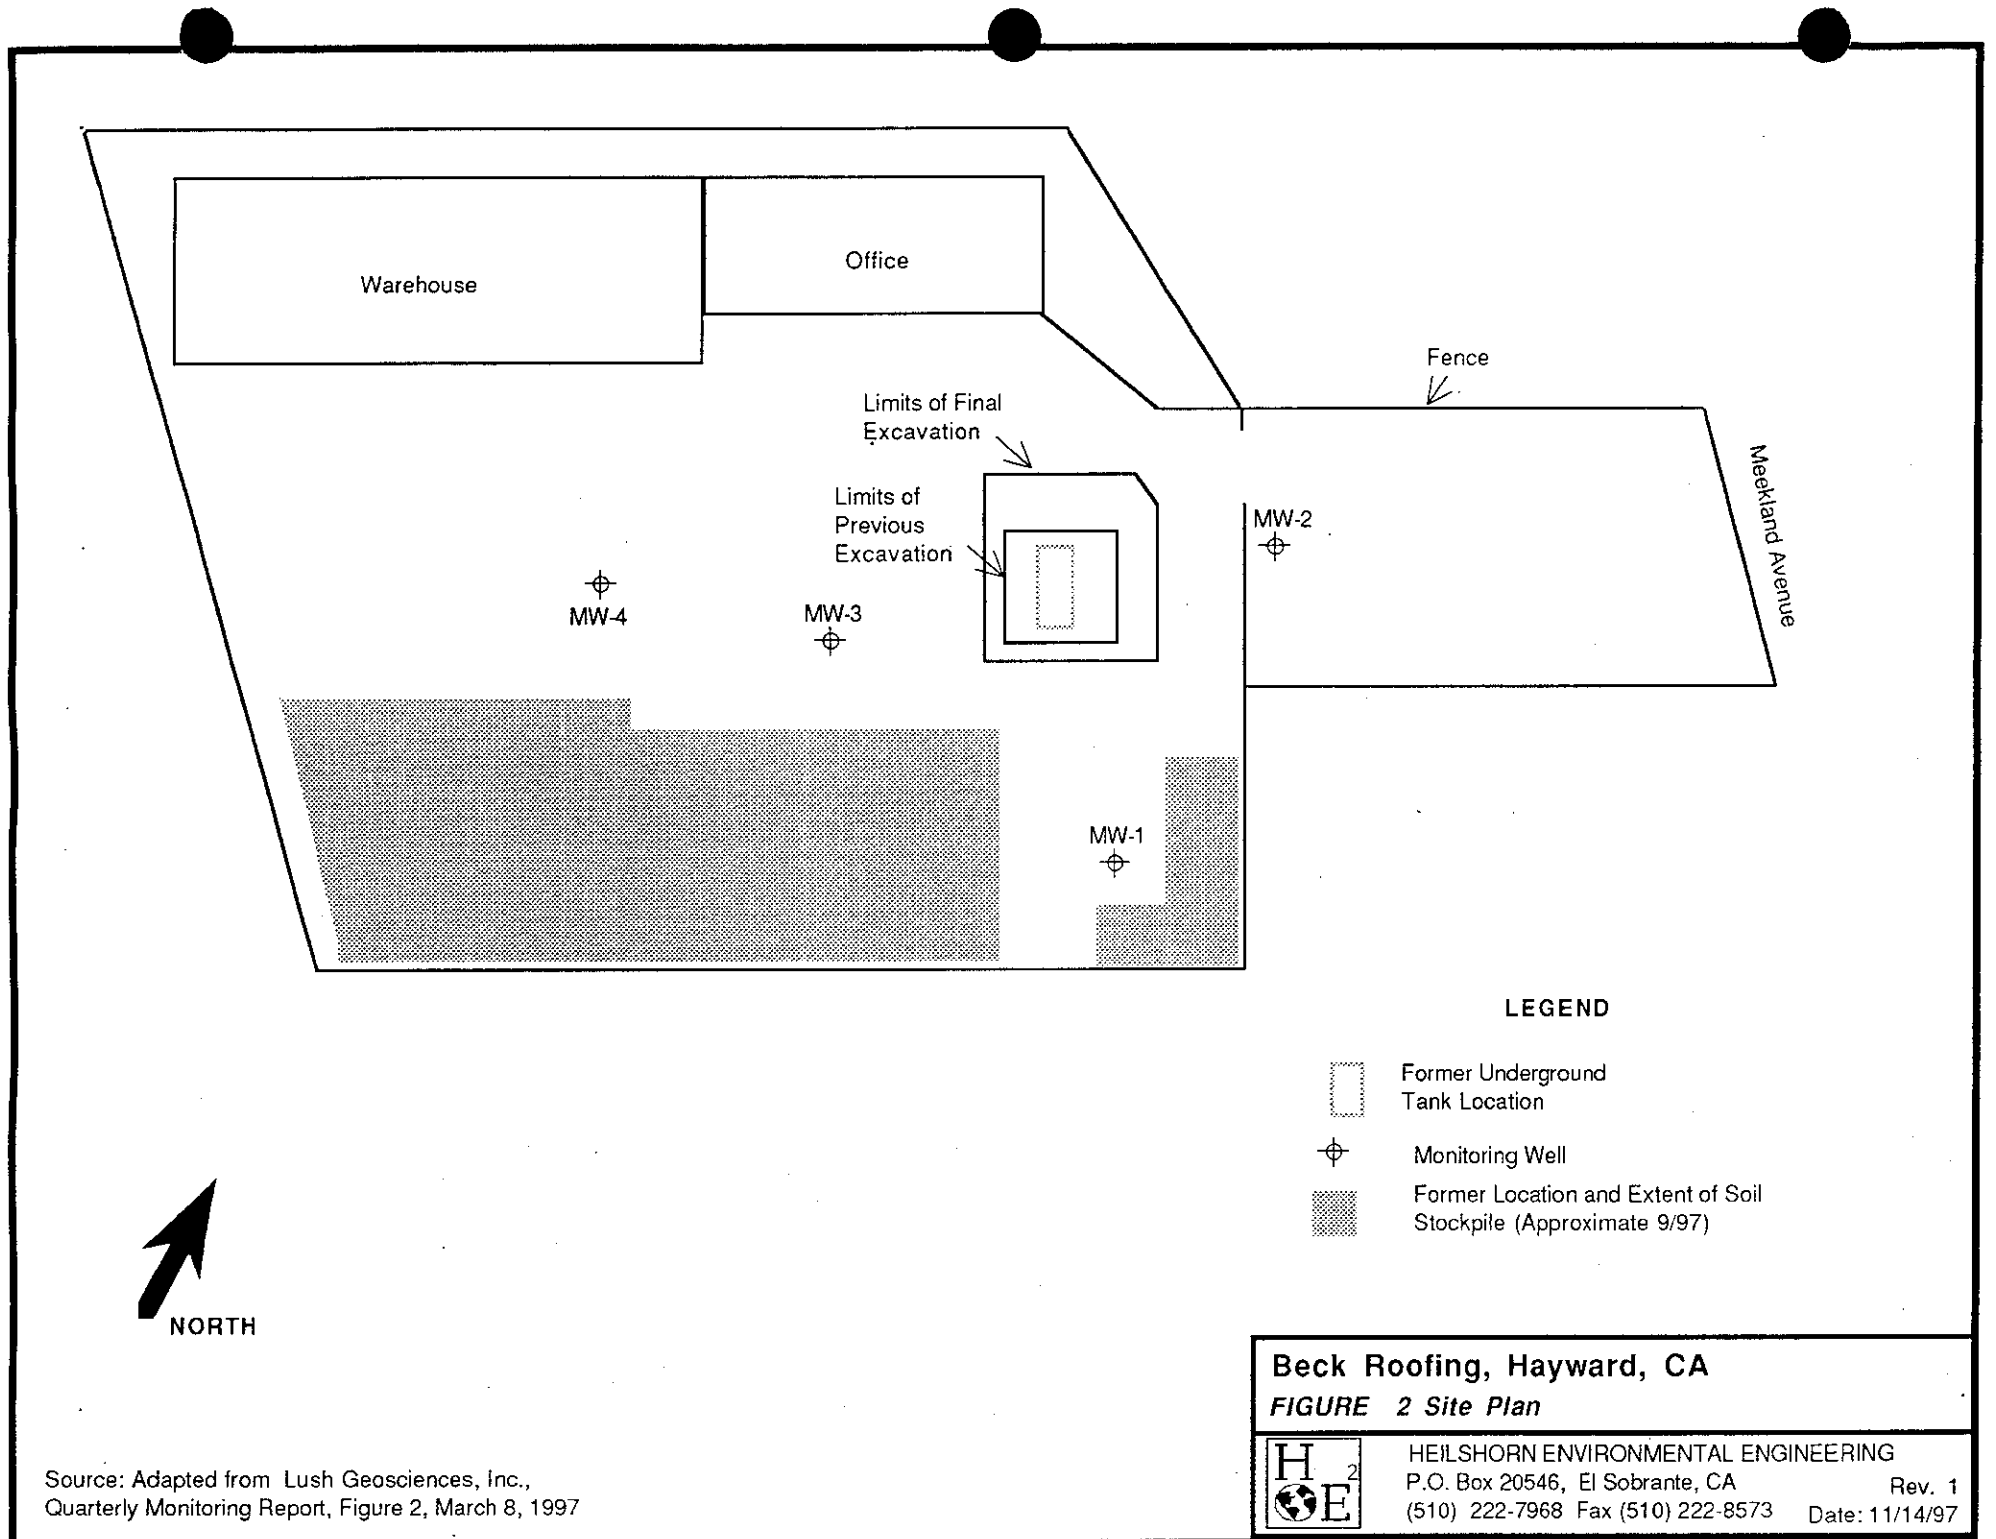 Warehouse
Office
Fence
Limits of Final
Excavation
Limits of
Previous
Excavation
Meekland Avenue
MW-2
MW-4
MW-3
MW-1
LEGEND
Former Underground
Tank Location
Monitoring Well
Former Location and Extent of Soil
Stockpile (Approximate 9/97)
NORTH
Beck Roofing, Hayward, CA
FIGURE 2 Site Plan
H 2
E
HEILSHORN ENVIRONMENTAL ENGINEERING
P.O. Box 20546, El Sobrante, CA
Rev. 1
(510) 222-7968 Fax (510) 222-8573
Date: 11/14/97
Source: Adapted from Lush Geosciences, Inc.,
Quarterly Monitoring Report, Figure 2, March 8, 1997